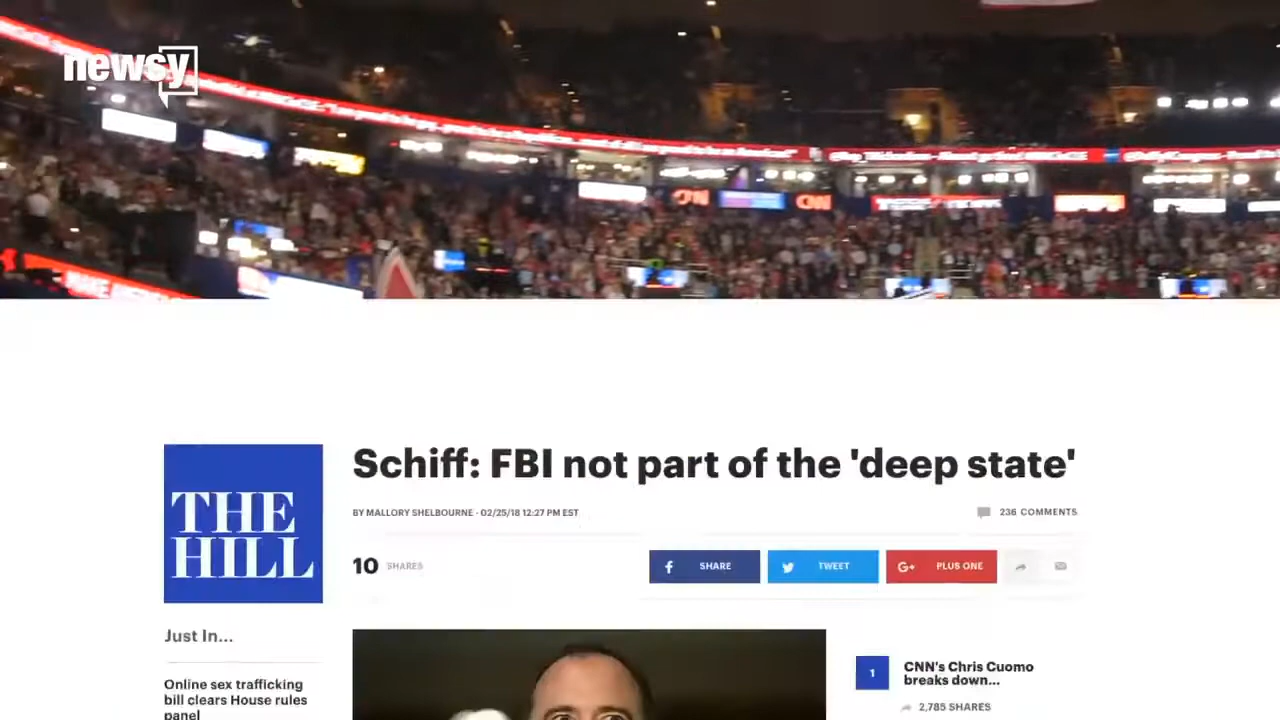 newsy
CNN
CNN
Schiff: FBI not part of the 'deep state'
BY MALLORY SHELBOURNE - 02/25/18 12:27 PM EST
236 COMMENTS
THE
HILL
10 SHARES
SHARE
TWEET
G+ PLUS ONE
Just In...
Online sex trafficking
bill clears House rules
panel
1
CNN's Chris Cuomo
breaks down...
2,785 SHARES